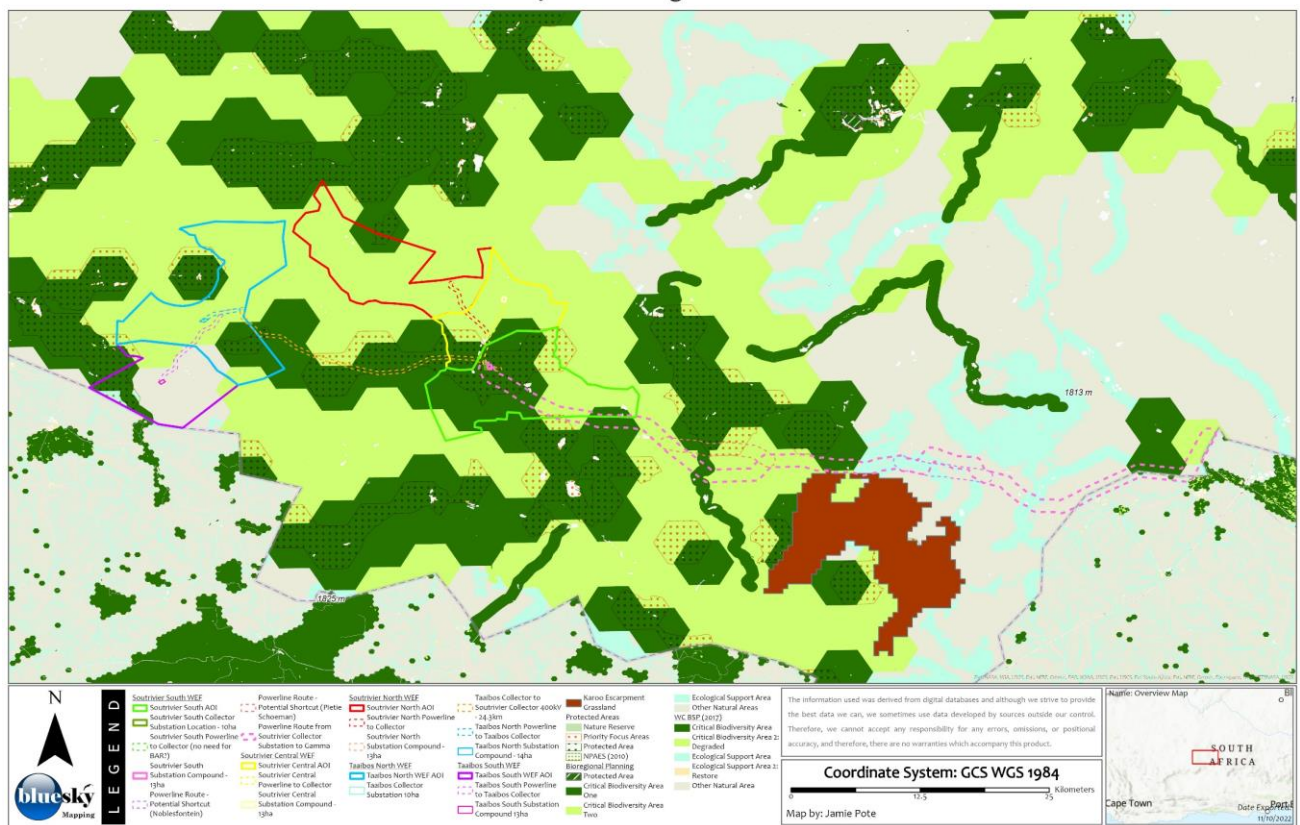 1813 m
N
bluesky
Mapping
LEGEND
Soutrivier South WEF
Soutrivier South AOI
Soutrivier South Collector
Substation Location - 10ha
Soutrivier South Powerline
to Collector (no need for
BAR?)
Soutrivier South
Substation Compound -
13ha
Powerline Route -
Potential Shortcut
(Noblesfontein)
Powerline Route -
Potential Shortcut (Pietie
Schoeman)
Powerline Route from
Soutrivier Collector
Substation to Gamma
Soutrivier Central WEF
Soutrivier Central AOI
Soutrivier Central
Powerline to Collector
Soutrivier Central
Substation Compound -
13ha
Soutrivier North WEF
Soutrivier North AOI
Soutrivier North Powerline
to Collector
Soutrivier North
Substation Compound -
13ha
Taaibos North WEF
Taaibos North WEF AOI
Taaibos Collector
Substation 10ha
Taaibos Collector to
Soutrivier Collector 400kV
- 24.3km
Taaibos North Powerline
to Taaibos Collector
Taaibos North Substation
Compound - 14ha
Taaibos South WEF
Taaibos South WEF AOI
Taaibos South Powerline
to Taaibos Collector
Taaibos South Substation
Compound 13ha
Karoo Escarpment
Grassland
Protected Areas
Nature Reserve
Priority Focus Areas
Protected Area
NPAES (2010)
Bioregional Planning
Protected Area
Critical Biodiversity Area
One
Critical Biodiversity Area
Two
Ecological Support Area
WC BSP (2017)
Critical Biodiversity Area
Critical Biodiversity Area 2:
Degraded
Ecological Support Area
Ecological Support Area 2:
Restore
Other Natural Area
The information used was derived from digital databases and although we strive to provide
the best data we can, we sometimes use data developed by sources outside our control.
Therefore, we cannot accept any responsibility for any errors, omissions, or positional
accuracy, and therefore, there are no warranties which accompany this product.
Coordinate System: GCS WGS 1984
0
12.5
25
Kilometers
Map by: Jamie Pote
Name: Overview Map
SOUTH
AFRICA
Cape Town
Port E
Date Exported:
11/10/2022